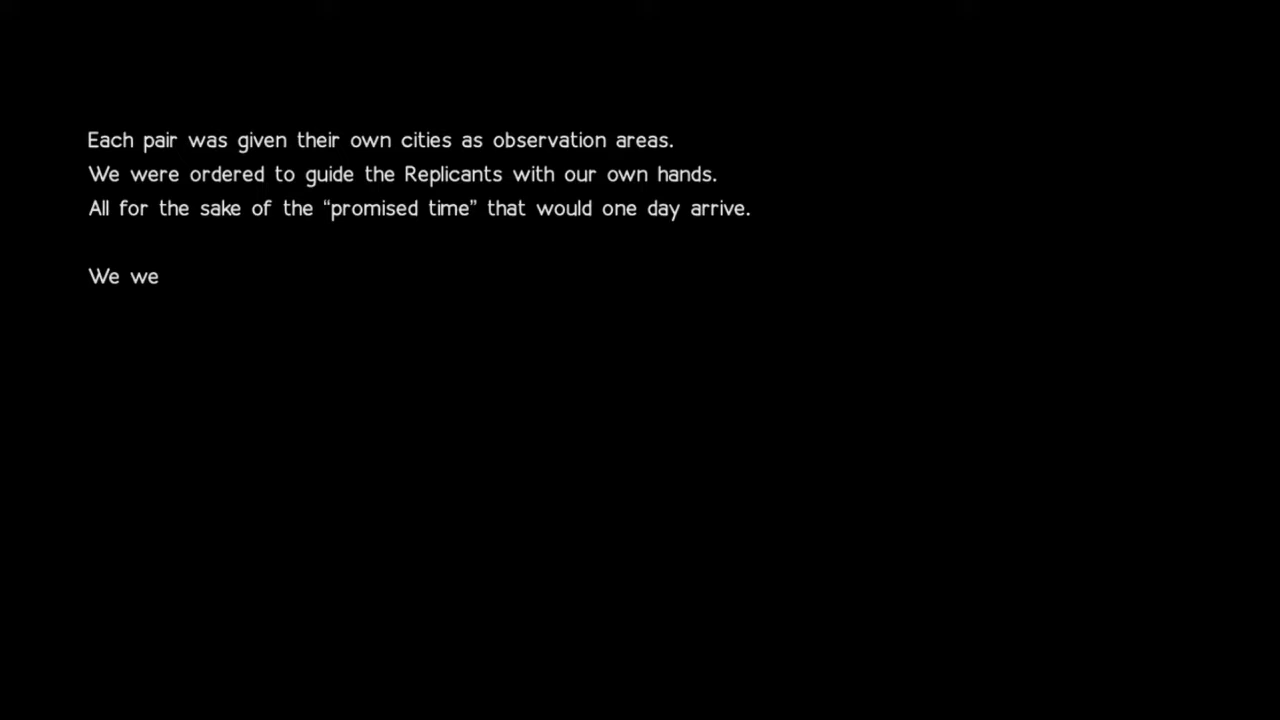 Each pair was given their own cities as observation areas.
We were ordered to guide the Replicants with our own hands.
All for the sake of the “promised time” that would one day arrive.
We we